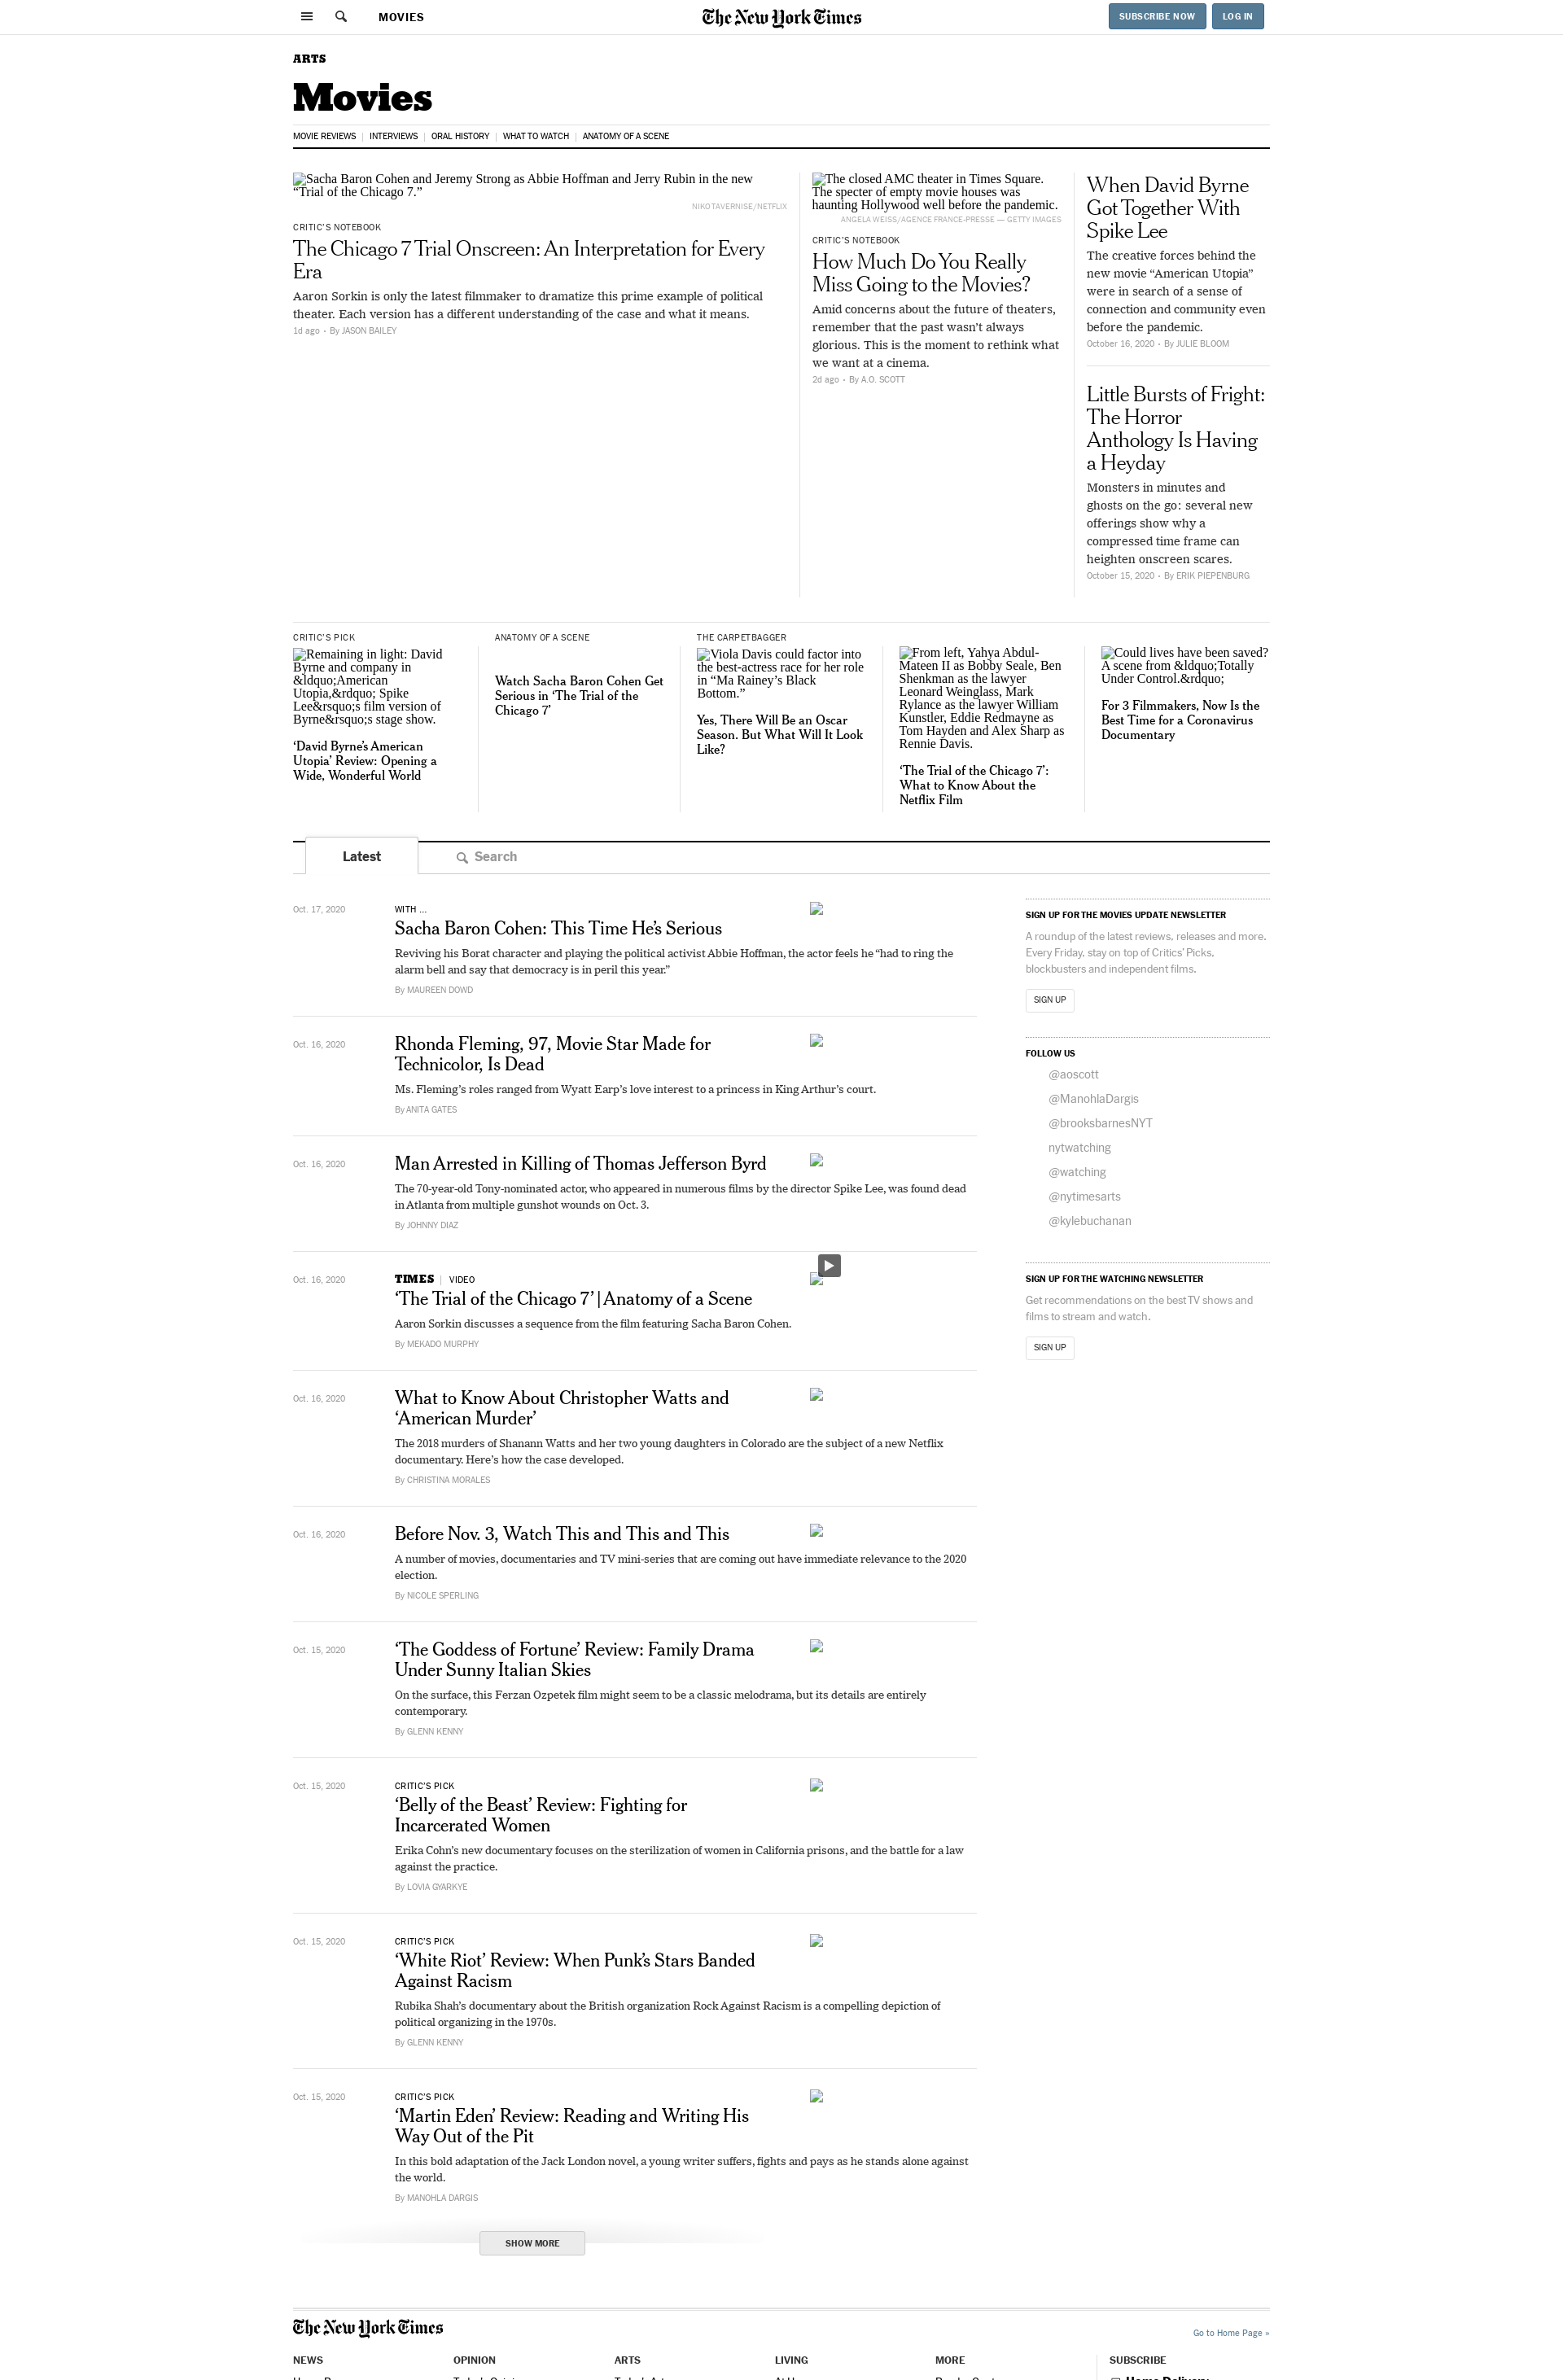 MOVIES
The New York Times
SUBSCRIBE NOW
LOG IN
ARTS
Movies
MOVIE REVIEWS
INTERVIEWS
ORAL HISTORY
WHAT TO WATCH
ANATOMY OF A SCENE
Sacha Baron Cohen and Jeremy Strong as Abbie Hoffman and Jerry Rubin in the new
“Trial of the Chicago 7.”
NIKO TAVERNISE/NETFLIX
CRITIC’S NOTEBOOK
The Chicago 7 Trial Onscreen: An Interpretation for Every
Era
Aaron Sorkin is only the latest filmmaker to dramatize this prime example of political
theater. Each version has a different understanding of the case and what it means.
1d ago • By JASON BAILEY
The closed AMC theater in Times Square.
The specter of empty movie houses was
haunting Hollywood well before the pandemic.
ANGELA WEISS/AGENCE FRANCE-PRESSE — GETTY IMAGES
CRITIC’S NOTEBOOK
How Much Do You Really
Miss Going to the Movies?
Amid concerns about the future of theaters,
remember that the past wasn’t always
glorious. This is the moment to rethink what
we want at a cinema.
2d ago • By A.O. SCOTT
When David Byrne
Got Together With
Spike Lee
The creative forces behind the
new movie “American Utopia”
were in search of a sense of
connection and community even
before the pandemic.
October 16, 2020 • By JULIE BLOOM
Little Bursts of Fright:
The Horror
Anthology Is Having
a Heyday
Monsters in minutes and
ghosts on the go: several new
offerings show why a
compressed time frame can
heighten onscreen scares.
October 15, 2020 • By ERIK PIEPENBURG
CRITIC’S PICK
Remaining in light: David
Byrne and company in
&ldquo;American
Utopia,&rdquo; Spike
Lee&rsquo;s film version of
Byrne&rsquo;s stage show.
‘David Byrne’s American
Utopia’ Review: Opening a
Wide, Wonderful World
ANATOMY OF A SCENE
Watch Sacha Baron Cohen Get
Serious in ‘The Trial of the
Chicago 7’
THE CARPETBAGGER
Viola Davis could factor into
the best-actress race for her role
in “Ma Rainey’s Black
Bottom.”
Yes, There Will Be an Oscar
Season. But What Will It Look
Like?
From left, Yahya Abdul-
Mateen II as Bobby Seale, Ben
Shenkman as the lawyer
Leonard Weinglass, Mark
Rylance as the lawyer William
Kunstler, Eddie Redmayne as
Tom Hayden and Alex Sharp as
Rennie Davis.
‘The Trial of the Chicago 7’:
What to Know About the
Netflix Film
Could lives have been saved?
A scene from &ldquo;Totally
Under Control.&rdquo;
For 3 Filmmakers, Now Is the
Best Time for a Coronavirus
Documentary
Latest
Search
Oct. 17, 2020
WITH ...
Sacha Baron Cohen: This Time He’s Serious
Reviving his Borat character and playing the political activist Abbie Hoffman, the actor feels he “had to ring the
alarm bell and say that democracy is in peril this year.”
By MAUREEN DOWD
Oct. 16, 2020
Rhonda Fleming, 97, Movie Star Made for
Technicolor, Is Dead
Ms. Fleming’s roles ranged from Wyatt Earp’s love interest to a princess in King Arthur’s court.
By ANITA GATES
Oct. 16, 2020
Man Arrested in Killing of Thomas Jefferson Byrd
The 70-year-old Tony-nominated actor, who appeared in numerous films by the director Spike Lee, was found dead
in Atlanta from multiple gunshot wounds on Oct. 3.
By JOHNNY DIAZ
Oct. 16, 2020
TIMES | VIDEO
‘The Trial of the Chicago 7’ | Anatomy of a Scene
Aaron Sorkin discusses a sequence from the film featuring Sacha Baron Cohen.
By MEKADO MURPHY
Oct. 16, 2020
What to Know About Christopher Watts and
‘American Murder’
The 2018 murders of Shanann Watts and her two young daughters in Colorado are the subject of a new Netflix
documentary. Here’s how the case developed.
By CHRISTINA MORALES
Oct. 16, 2020
Before Nov. 3, Watch This and This and This
A number of movies, documentaries and TV mini-series that are coming out have immediate relevance to the 2020
election.
By NICOLE SPERLING
Oct. 15, 2020
‘The Goddess of Fortune’ Review: Family Drama
Under Sunny Italian Skies
On the surface, this Ferzan Ozpetek film might seem to be a classic melodrama, but its details are entirely
contemporary.
By GLENN KENNY
Oct. 15, 2020
CRITIC’S PICK
‘Belly of the Beast’ Review: Fighting for
Incarcerated Women
Erika Cohn’s new documentary focuses on the sterilization of women in California prisons, and the battle for a law
against the practice.
By LOVIA GYARKYE
Oct. 15, 2020
CRITIC’S PICK
‘White Riot’ Review: When Punk’s Stars Banded
Against Racism
Rubika Shah’s documentary about the British organization Rock Against Racism is a compelling depiction of
political organizing in the 1970s.
By GLENN KENNY
Oct. 15, 2020
CRITIC’S PICK
‘Martin Eden’ Review: Reading and Writing His
Way Out of the Pit
In this bold adaptation of the Jack London novel, a young writer suffers, fights and pays as he stands alone against
the world.
By MANOHLA DARGIS
SHOW MORE
SIGN UP FOR THE MOVIES UPDATE NEWSLETTER
A roundup of the latest reviews, releases and more.
Every Friday, stay on top of Critics’ Picks,
blockbusters and independent films.
SIGN UP
FOLLOW US
@aoscott
@ManohlaDargis
@brooksbarnesNYT
nytwatching
@watching
@nytimesarts
@kylebuchanan
SIGN UP FOR THE WATCHING NEWSLETTER
Get recommendations on the best TV shows and
films to stream and watch.
SIGN UP
The New York Times
Go to Home Page »
NEWS
OPINION
ARTS
LIVING
MORE
SUBSCRIBE